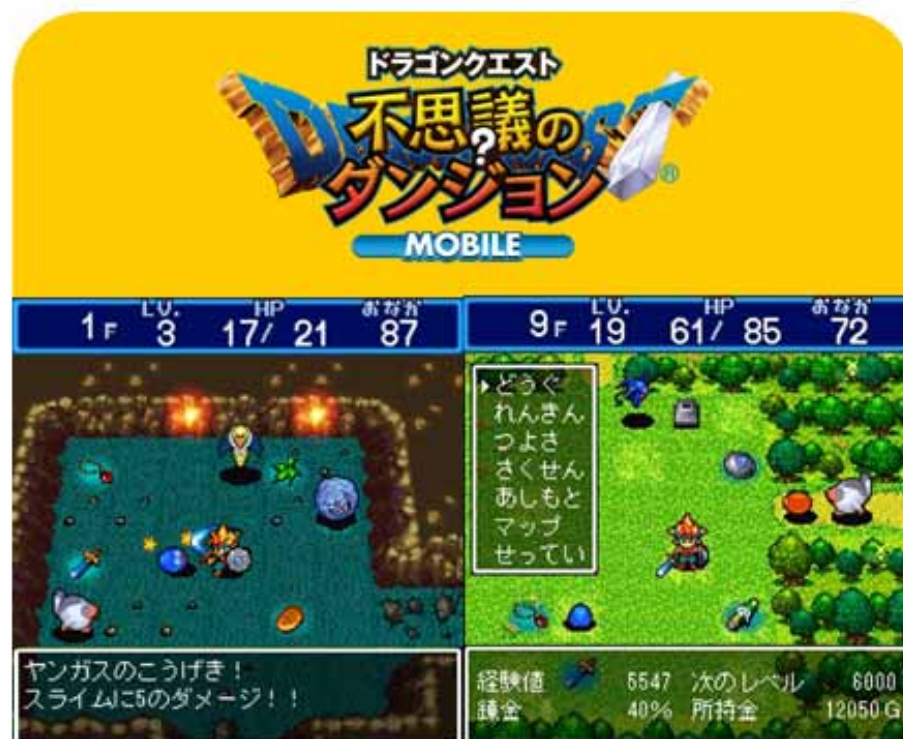 ドラゴンクエスト
不思議の
?
ダンジョン
®
MOBILE
LV. HP おなか
1F 3 17/ 21 87
ヤンガスのこうげき！
スライムに5のダメージ！！
LV. HP おなか
9F 19 61/ 85 72
どうぐ
れんきん
つよさ
さくせん
あしもと
マップ
せってい
経験値 5547 次のレベル 6000
錬金 40% 所持金 12050G